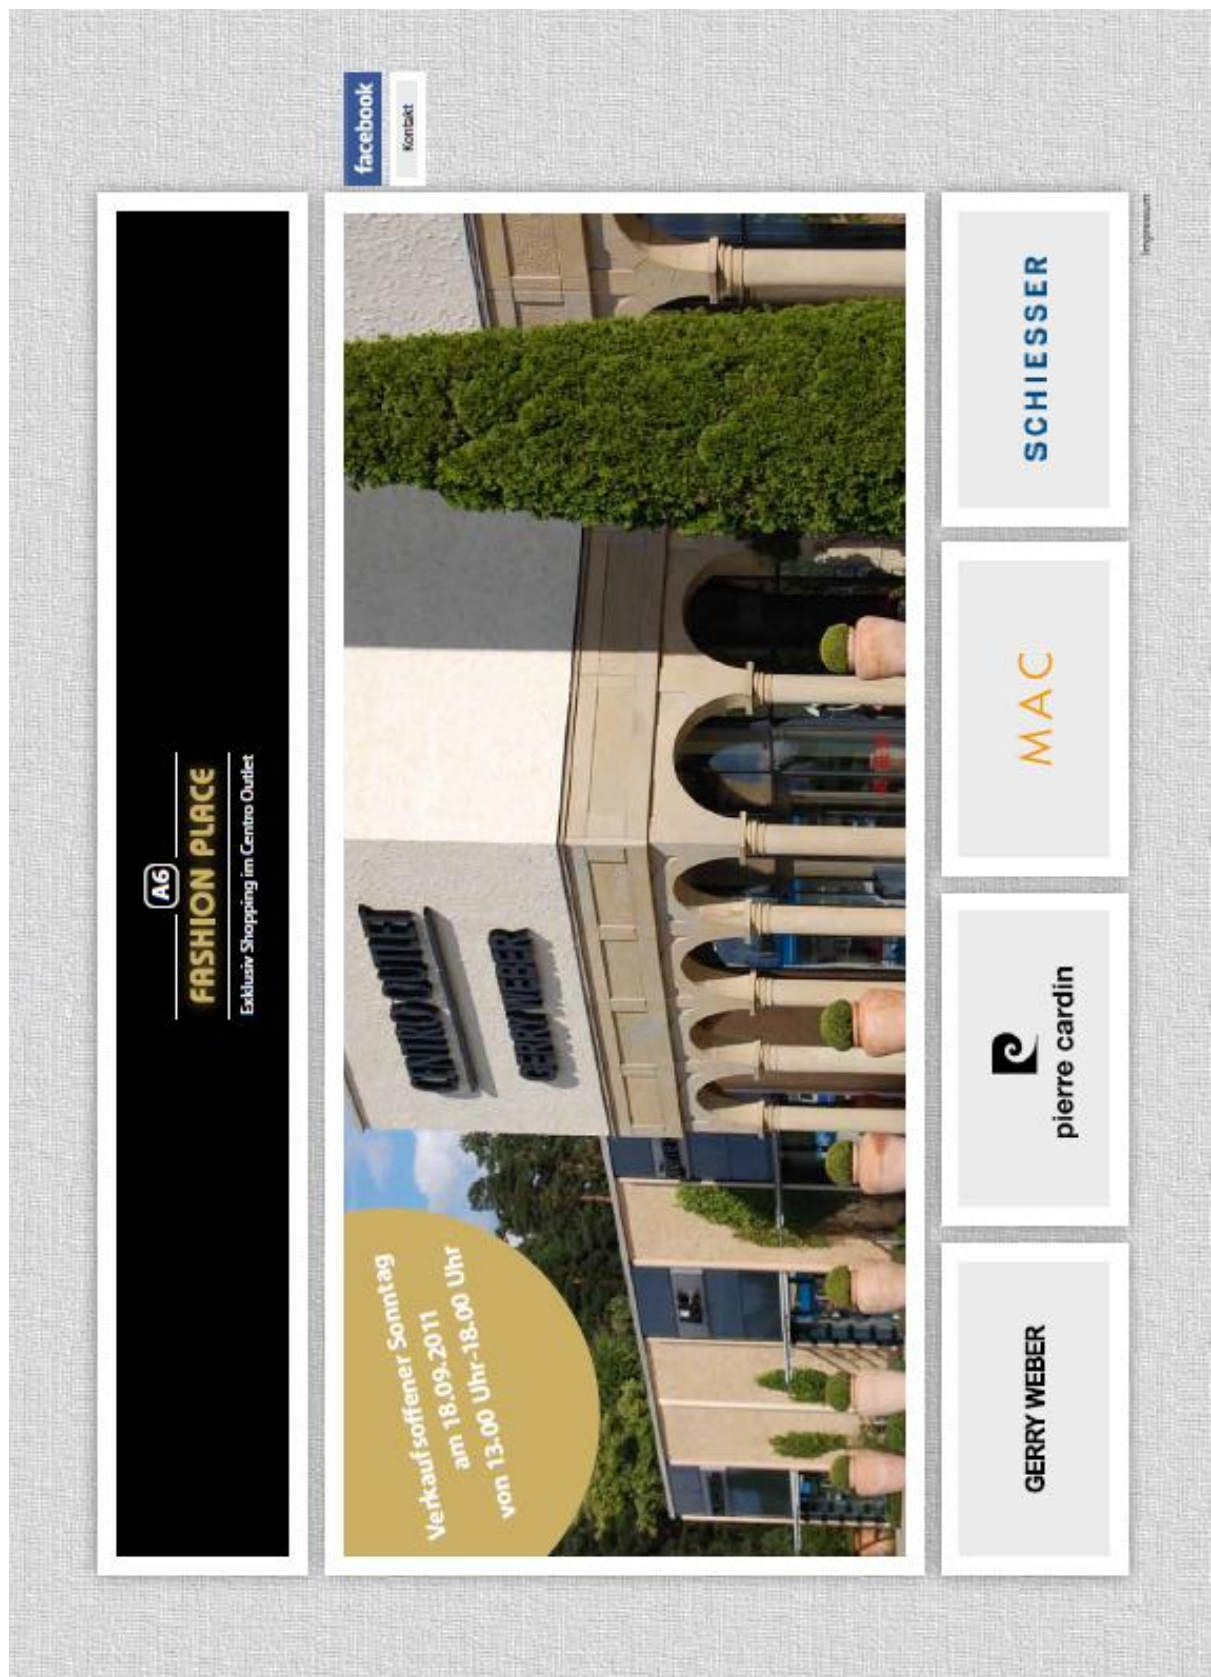 A6
FASHION PLACE
Exklusiv Shopping im Centro Outlet
facebook
Kontakt
Verkaufsoffener Sonntag
am 18.09.2011
von 13.00 Uhr-18.00 Uhr
CENTRO OUTLET
GERRY WEBER
GERRY WEBER
pierre cardin
MAC
SCHIESSER
Impressum